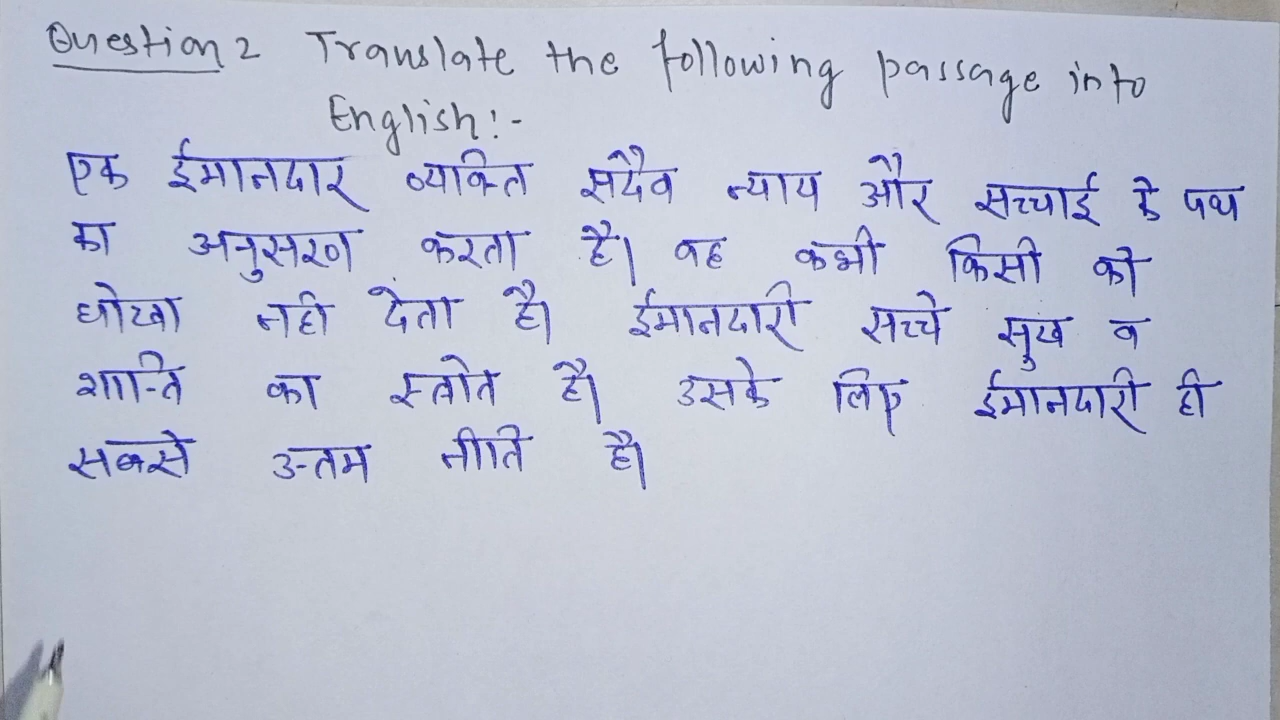 Question 2 Translate the following passage into
English:-
एक ईमानदार व्यक्ति सदैव न्याय और सच्चाई के पथ
का अनुसरण करता है। वह कभी किसी को
धोखा नही देता है। ईमानदारी सच्चे सुख व
शान्ति का स्त्रोत है। उसके लिए ईमानदारी ही
सबसे उत्तम नीति है।